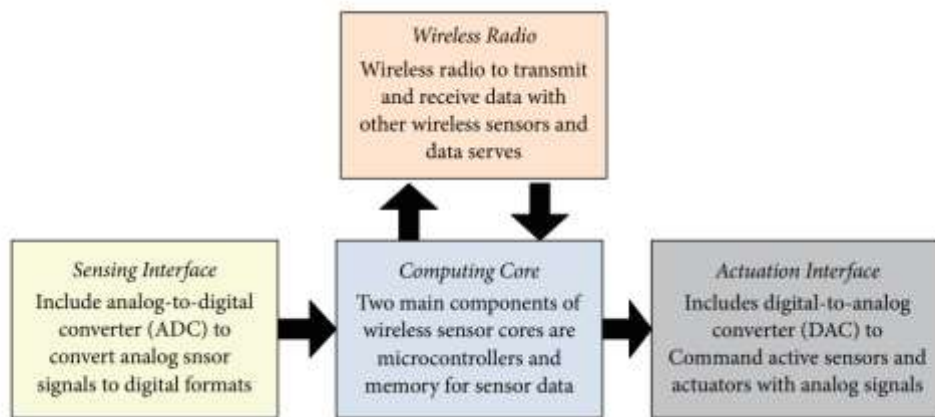 Wireless Radio
Wireless radio to transmit
and receive data with
other wireless sensors and
data serves
Sensing Interface
Include analog-to-digital
converter (ADC) to
convert analog snsor
signals to digital formats
Computing Core
Two main components of
wireless sensor cores are
microcontrollers and
memory for sensor data
Actuation Interface
Includes digital-to-analog
converter (DAC) to
Command active sensors and
actuators with analog signals